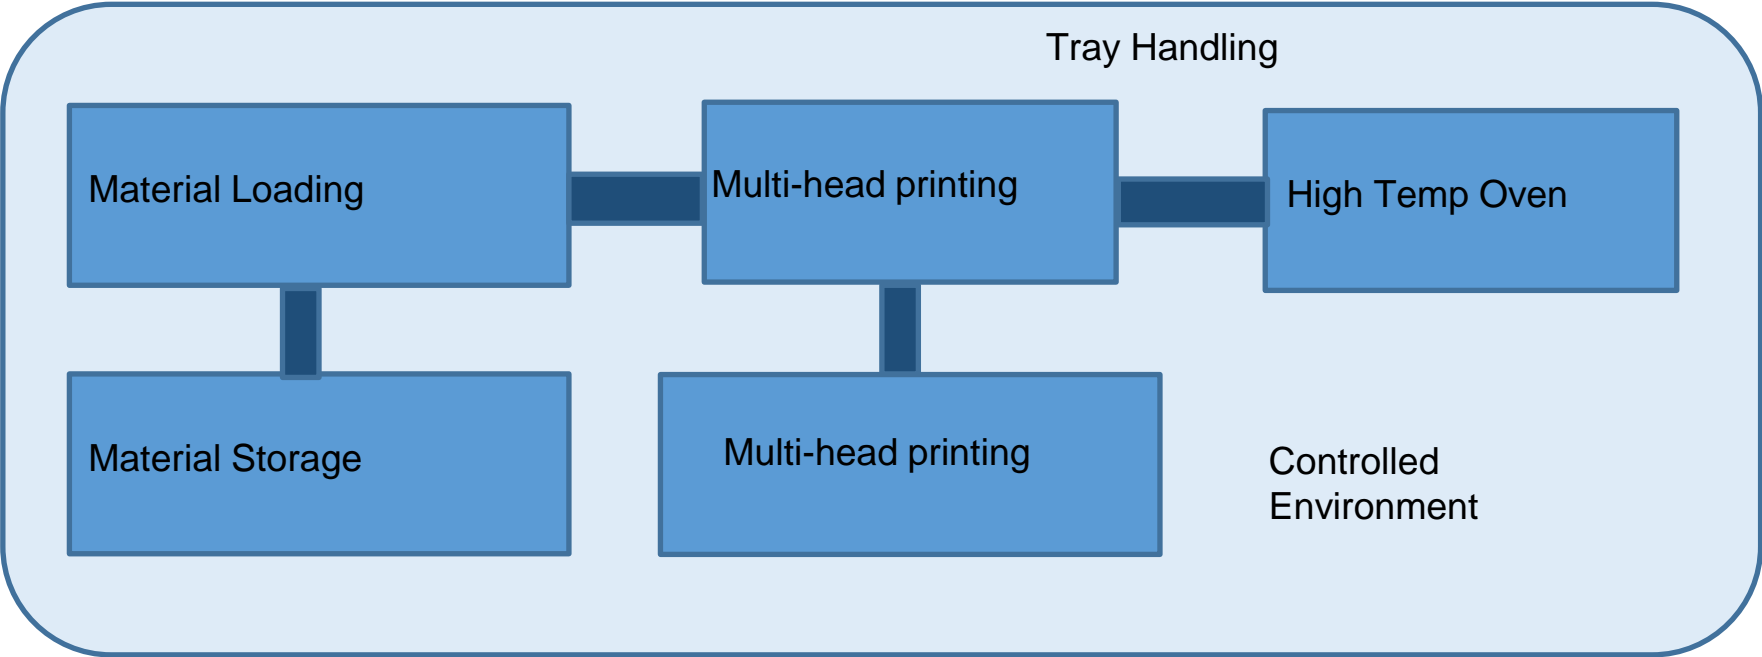 Tray Handling
Material Loading
Multi-head printing
High Temp Oven
Material Storage
Multi-head printing
Controlled
Environment